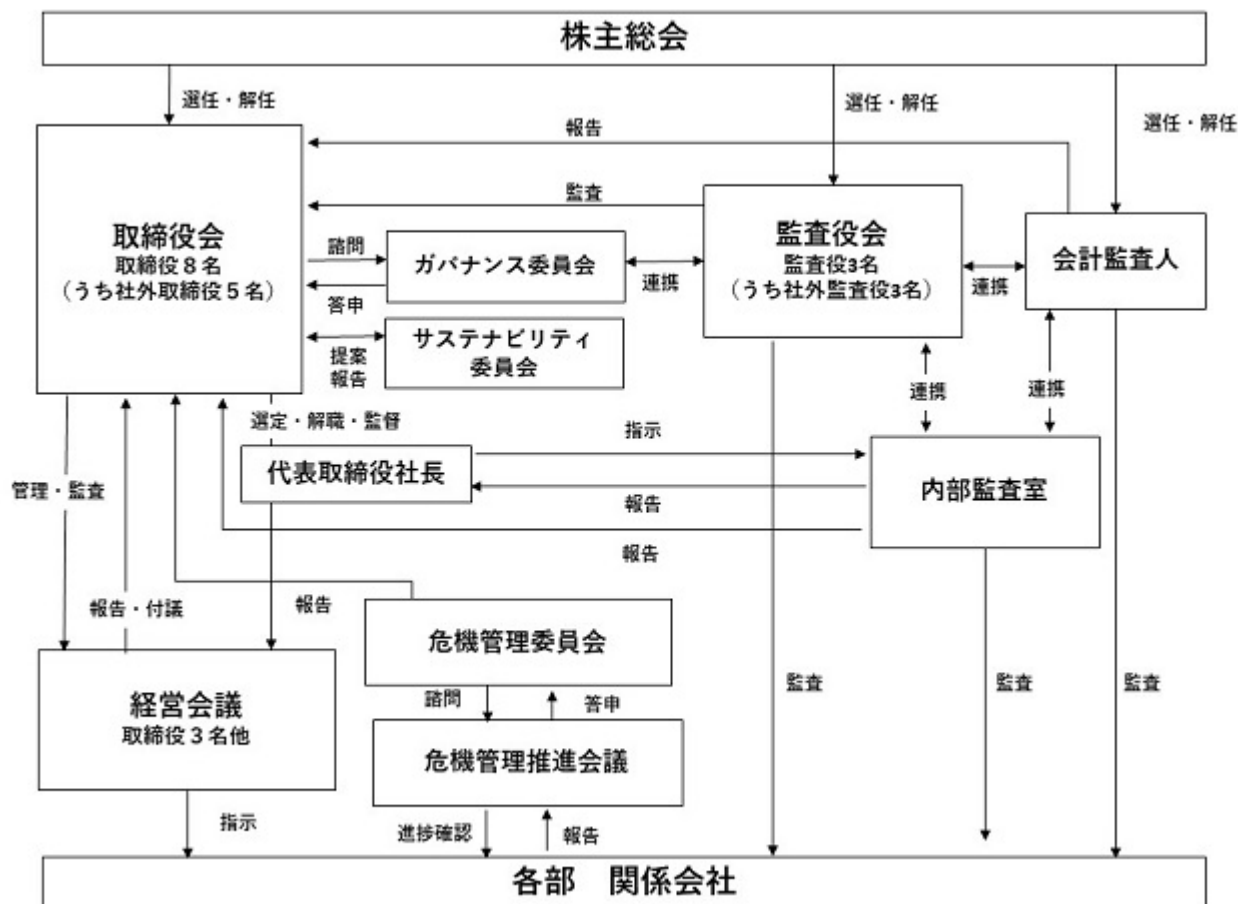 株主総会
選任・解任
選任・解任
選任・解任
報告
監査
取締役会
取締役８名
（うち社外取締役５名）
諮問
答申
ガバナンス委員会
連携
監査役会
監査役3名
（うち社外監査役3名）
連携
会計監査人
提案
報告
サステナビリティ
委員会
連携
連携
選定・解職・監督
代表取締役社長
指示
報告
内部監査室
管理・監査
報告
報告・付議
報告
危機管理委員会
諮問
答申
経営会議
取締役３名他
危機管理推進会議
監査
監査
監査
指示
進捗確認
報告
各部　関係会社